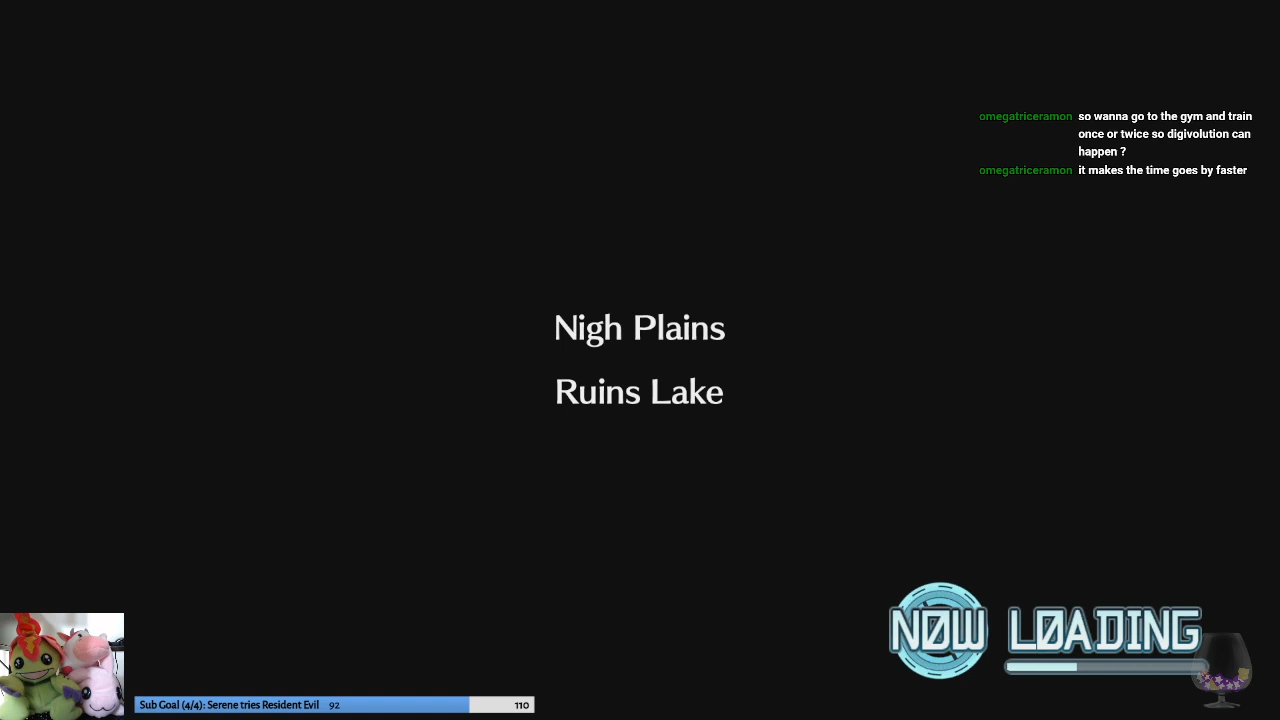 omegatriceramon so wanna go to the gym and train
once or twice so digivolution can
happen ?
omegatriceramon it makes the time goes by faster
Nigh Plains
Ruins Lake
NOW LOADING
Sub Goal (4/4): Serene tries Resident Evil 92 110